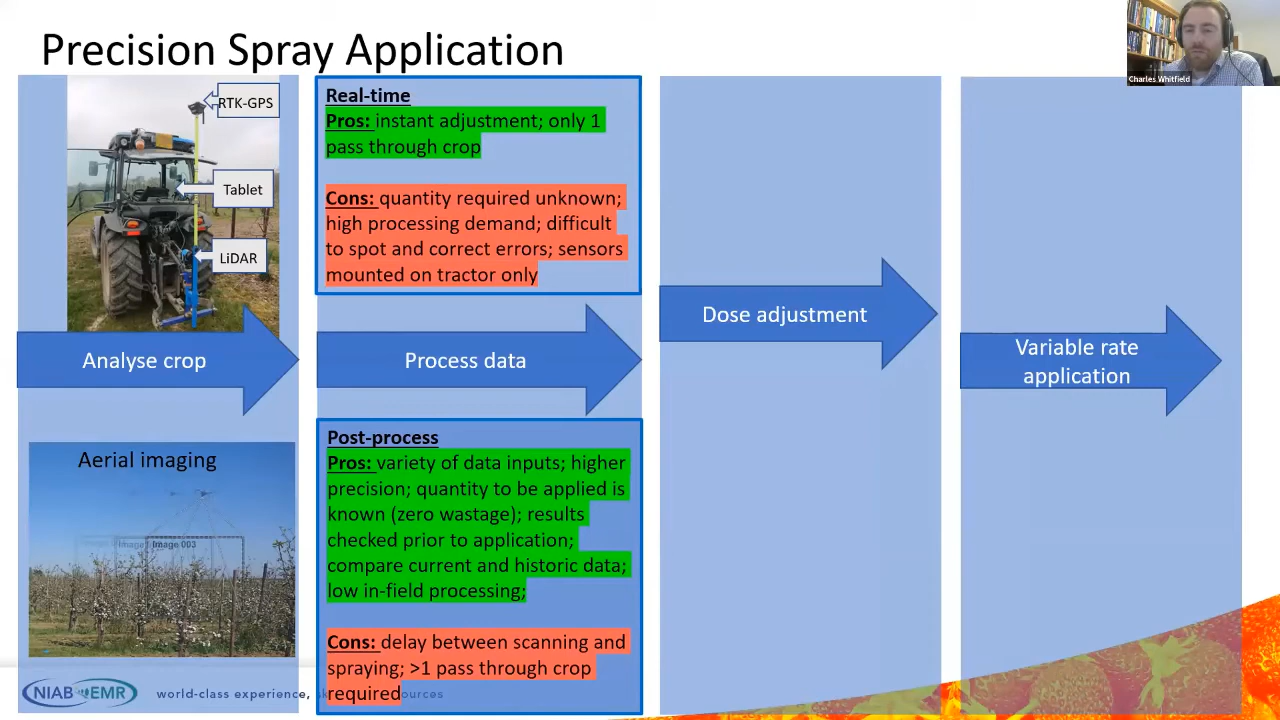 Precision Spray Application
Charles Whitfield
RTK-GPS
Tablet
LiDAR
Analyse crop
Aerial imaging
Image
Image 003
Real-time
Pros: instant adjustment; only 1
pass through crop
Cons: quantity required unknown;
high processing demand; difficult
to spot and correct errors; sensors
mounted on tractor only
Process data
Post-process
Pros: variety of data inputs; higher
precision; quantity to be applied is
known (zero wastage); results
checked prior to application;
compare current and historic data;
low in-field processing;
Cons: delay between scanning and
spraying; >1 pass through crop
required
Dose adjustment
Variable rate
application
NIAB EMR
world-class experience,